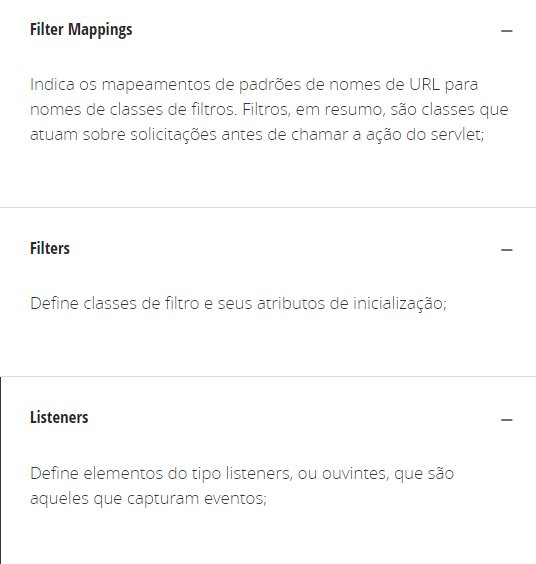 Filter Mappings
Indica os mapeamentos de padrões de nomes de URL para
nomes de classes de filtros. Filtros, em resumo, são classes que
atuam sobre solicitações antes de chamar a ação do servlet;
Filters
Define classes de filtro e seus atributos de inicialização;
Listeners
Define elementos do tipo listeners, ou ouvintes, que são
aqueles que capturam eventos;